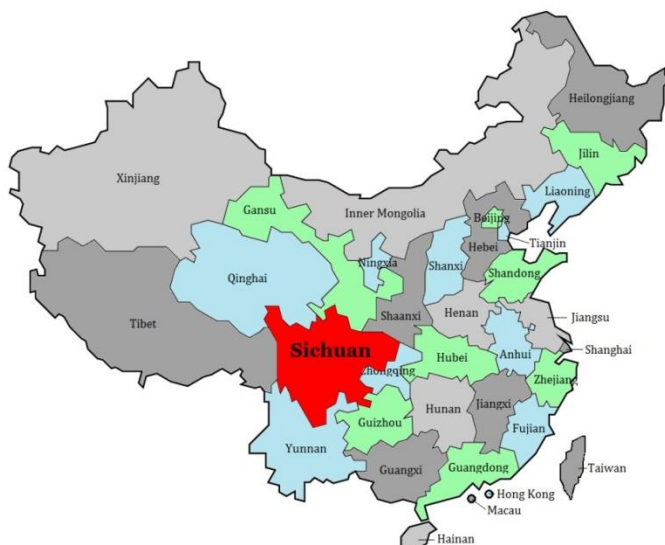 Heilongjiang
Jilin
Xinjiang
Liaoning
Gansu
Inner Mongolia
Beijing
Tianjin
Hebei
Ningxia
Shanxi
Qinghai
Shandong
Tibet
Shaanxi
Henan
Jiangsu
Sichuan
Shanghai
Hubei
Anhui
Chongqing
Zhejiang
Hunan
Jiangxi
Guizhou
Fujian
Yunnan
Guangxi
Guangdong
Taiwan
Hong Kong
Macau
Hainan